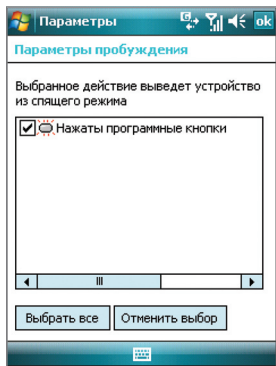 Параметры
G
ok
Параметры пробуждения
Выбранное действие выведет устройство
из спящего режима
Нажаты программные кнопки
Выбрать все
Отменить выбор